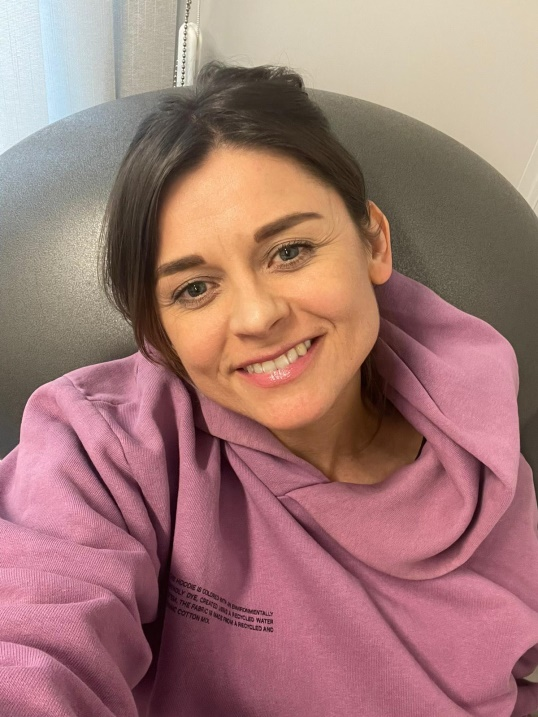 HOODIE IS COLORED WITH AN ENVIRONMENTALLY
DYE, CREATED USING A RECYCLED WATER
THE FABRIC IS MADE FROM A RECYCLED AND
COTTON MIX.